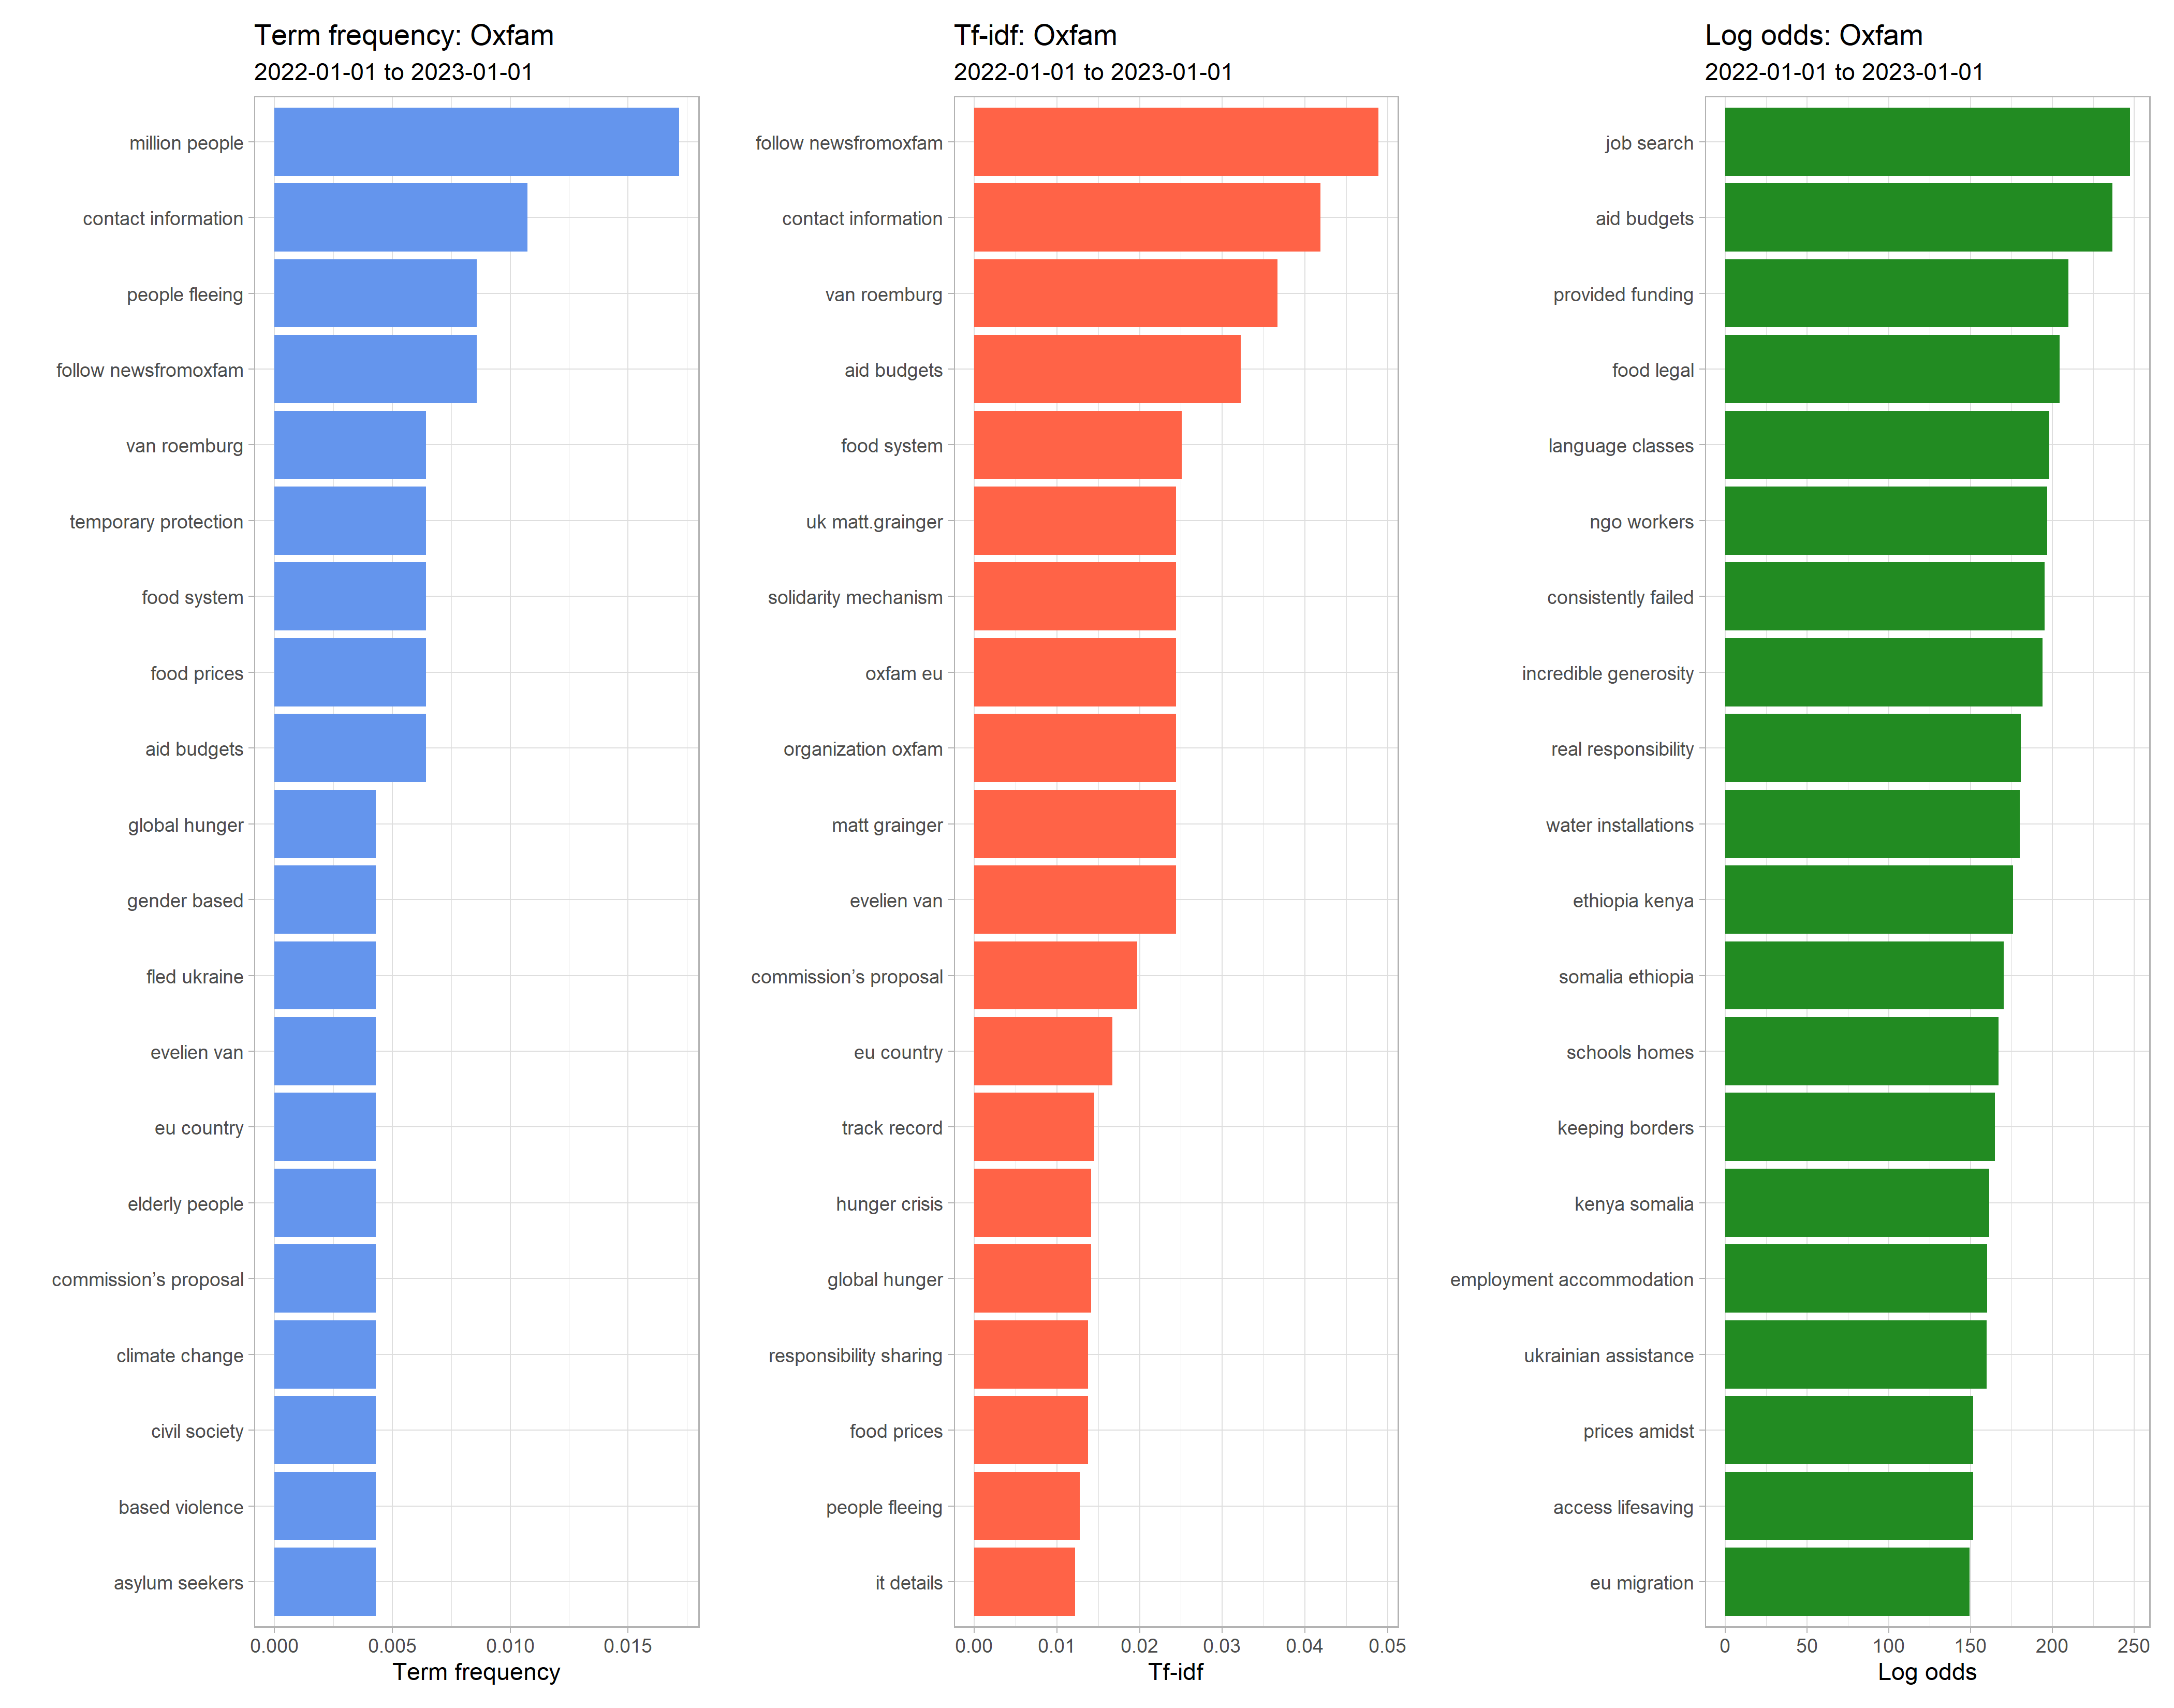 Term frequency: Oxfam
2022-01-01 to 2023-01-01
million people
contact information
people fleeing
follow newsfromoxfam
van roemburg
temporary protection
food system
food prices
aid budgets
global hunger
gender based
fled ukraine
evelien van
eu country
elderly people
commission’s proposal
climate change
civil society
based violence
asylum seekers
0.000 0.005 0.010 0.015
Term frequency
Tf-idf: Oxfam
2022-01-01 to 2023-01-01
follow newsfromoxfam
contact information
van roemburg
aid budgets
food system
uk matt.grainger
solidarity mechanism
oxfam eu
organization oxfam
matt grainger
evelien van
commission’s proposal
eu country
track record
hunger crisis
global hunger
responsibility sharing
food prices
people fleeing
it details
0.00 0.01 0.02 0.03 0.04 0.05
Tf-idf
Log odds: Oxfam
2022-01-01 to 2023-01-01
job search
aid budgets
provided funding
food legal
language classes
ngo workers
consistently failed
incredible generosity
real responsibility
water installations
ethiopia kenya
somalia ethiopia
schools homes
keeping borders
kenya somalia
employment accommodation
ukrainian assistance
prices amidst
access lifesaving
eu migration
0 50 100 150 200 250
Log odds